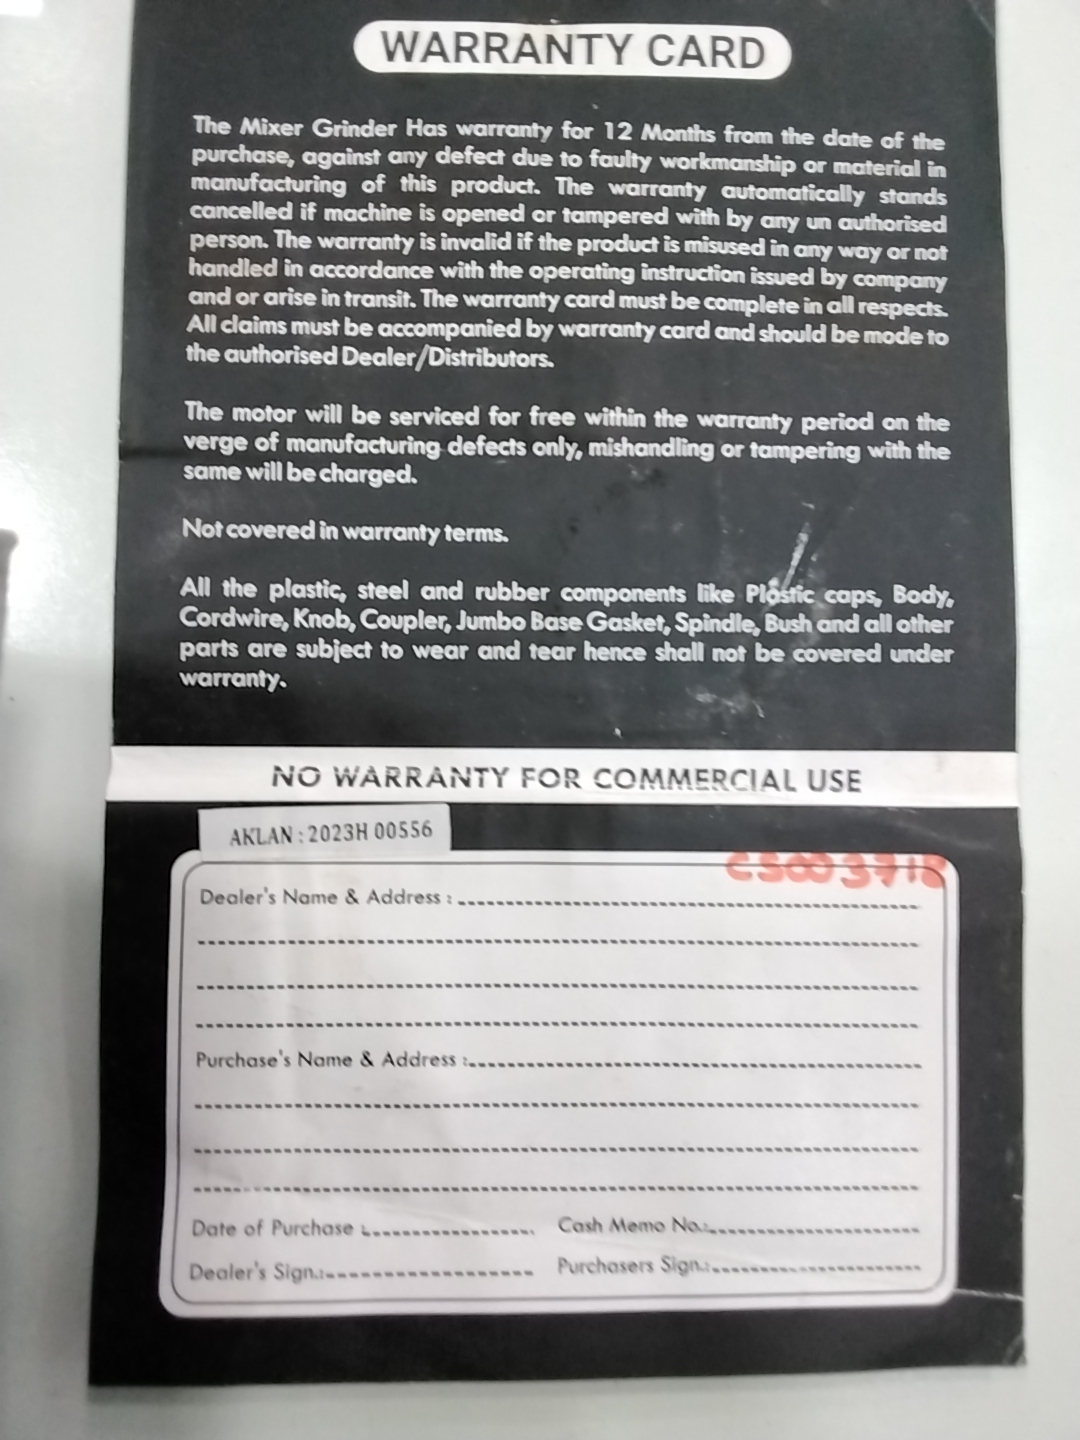 WARRANTY CARD
The Mixer Grinder Has warranty for 12 Months from the date of the
purchase, against any defect due to faulty workmanship or material in
manufacturing of this product. The warranty automatically stands
cancelled if machine is opened or tampered with by any un authorised
person. The warranty is invalid if the product is misused in any way or not
handled in accordance with the operating instruction issued by company
and or arise in transit. The warranty card must be complete in all respects.
All claims must be accompanied by warranty card and should be mode to
the authorised Dealer/Distributors.
The motor will be serviced for free within the warranty period on the
verge of manufacturing defects only, mishandling or tampering with the
same will be charged.
Not covered in warranty terms.
All the plastic, steel and rubber components like Plastic caps, Body,
Cordwire, Knob, Coupler, Jumbo Base Gasket, Spindle, Bush and all other
parts are subject to wear and tear hence shall not be covered under
warranty.
NO WARRANTY FOR COMMERCIAL USE
AKLAN : 2023H 00556
CS003718
Dealer's Name & Address :
Purchase's Name & Address :
Date of Purchase : Cash Memo No.:
Dealer's Sign.: Purchasers Sign.: